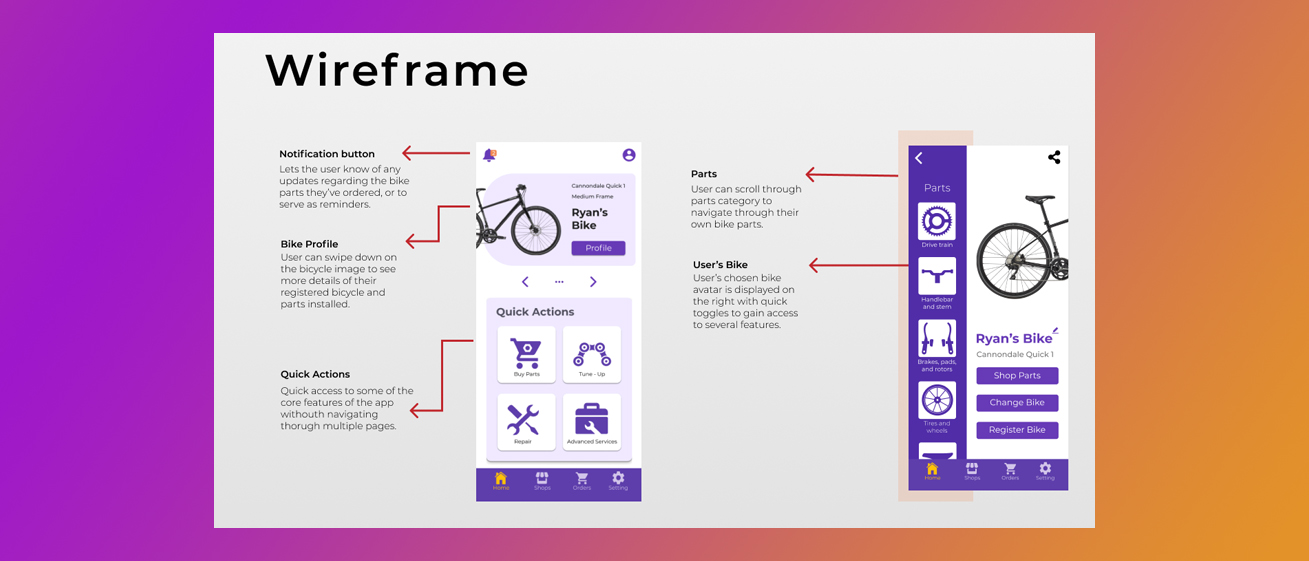 Wireframe
Notification button
Lets the user know of any
updates regarding the bike
parts they've ordered, or to
serve as reminders.
Bike Profile
User can swipe down on
the bicycle image to see
more details of their
registered bicycle and
parts installed.
Quick Actions
Quick access to some of the
core features of the app
withouth navigating
thorugh multiple pages.
Cannondale Quick 1
Medium Frame
Ryan's
Bike
Profile
Quick Actions
Buy Parts
Tune - Up
Repair
Advanced Services
Home
Shops
Orders
Setting
Parts
User can scroll through
parts category to
navigate through their
own bike parts.
User's Bike
User's chosen bike
avatar is displayed on
the right with quick
toggles to gain access
to several features.
Parts
Drive train
Handlebar
and stem
Brakes, pads,
and rotors
Tires and
wheels
Ryan's Bike
Cannondale Quick 1
Shop Parts
Change Bike
Register Bike
Home
Shops
Orders
Setting